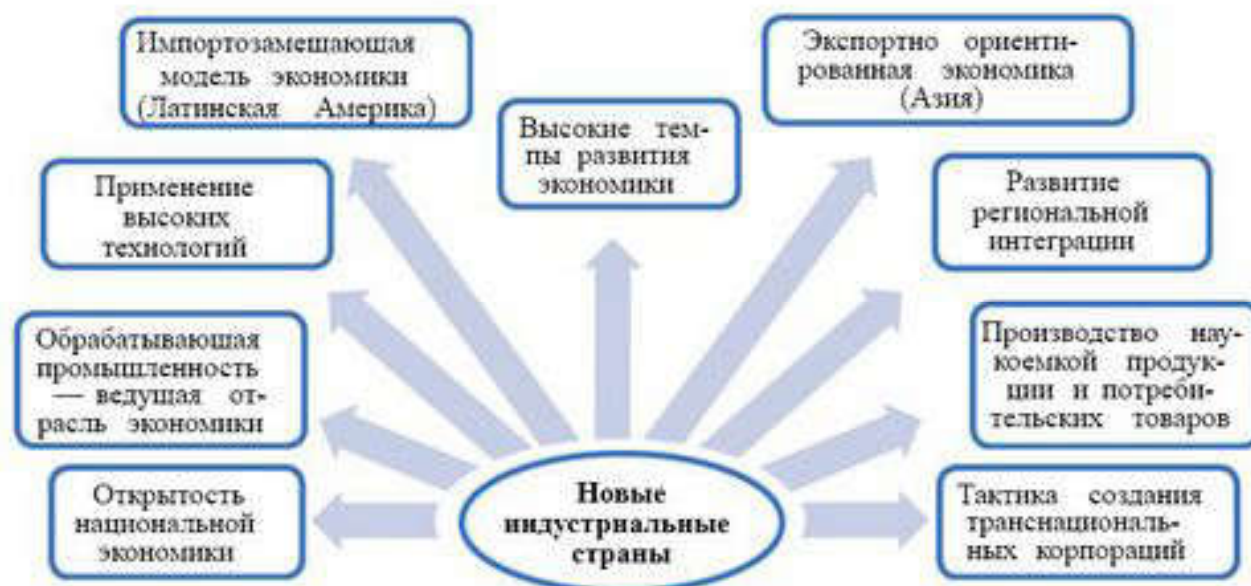 Импортозамещающая
модель экономики
(Латинская Америка)
Экспортно ориенти-
рованная экономика
(Азия)
Высокие тем-
пы развития
экономики
Применение
высоких
технологий
Развитие
региональной
интеграции
Обрабатывающая
промышленность
— ведущая от-
расль экономики
Производство нау-
коемкой продук-
ции и потреби-
тельских товаров
Открытость
национальной
экономики
Новые
индустриальные
страны
Тактика создания
транснациональ-
ных корпораций